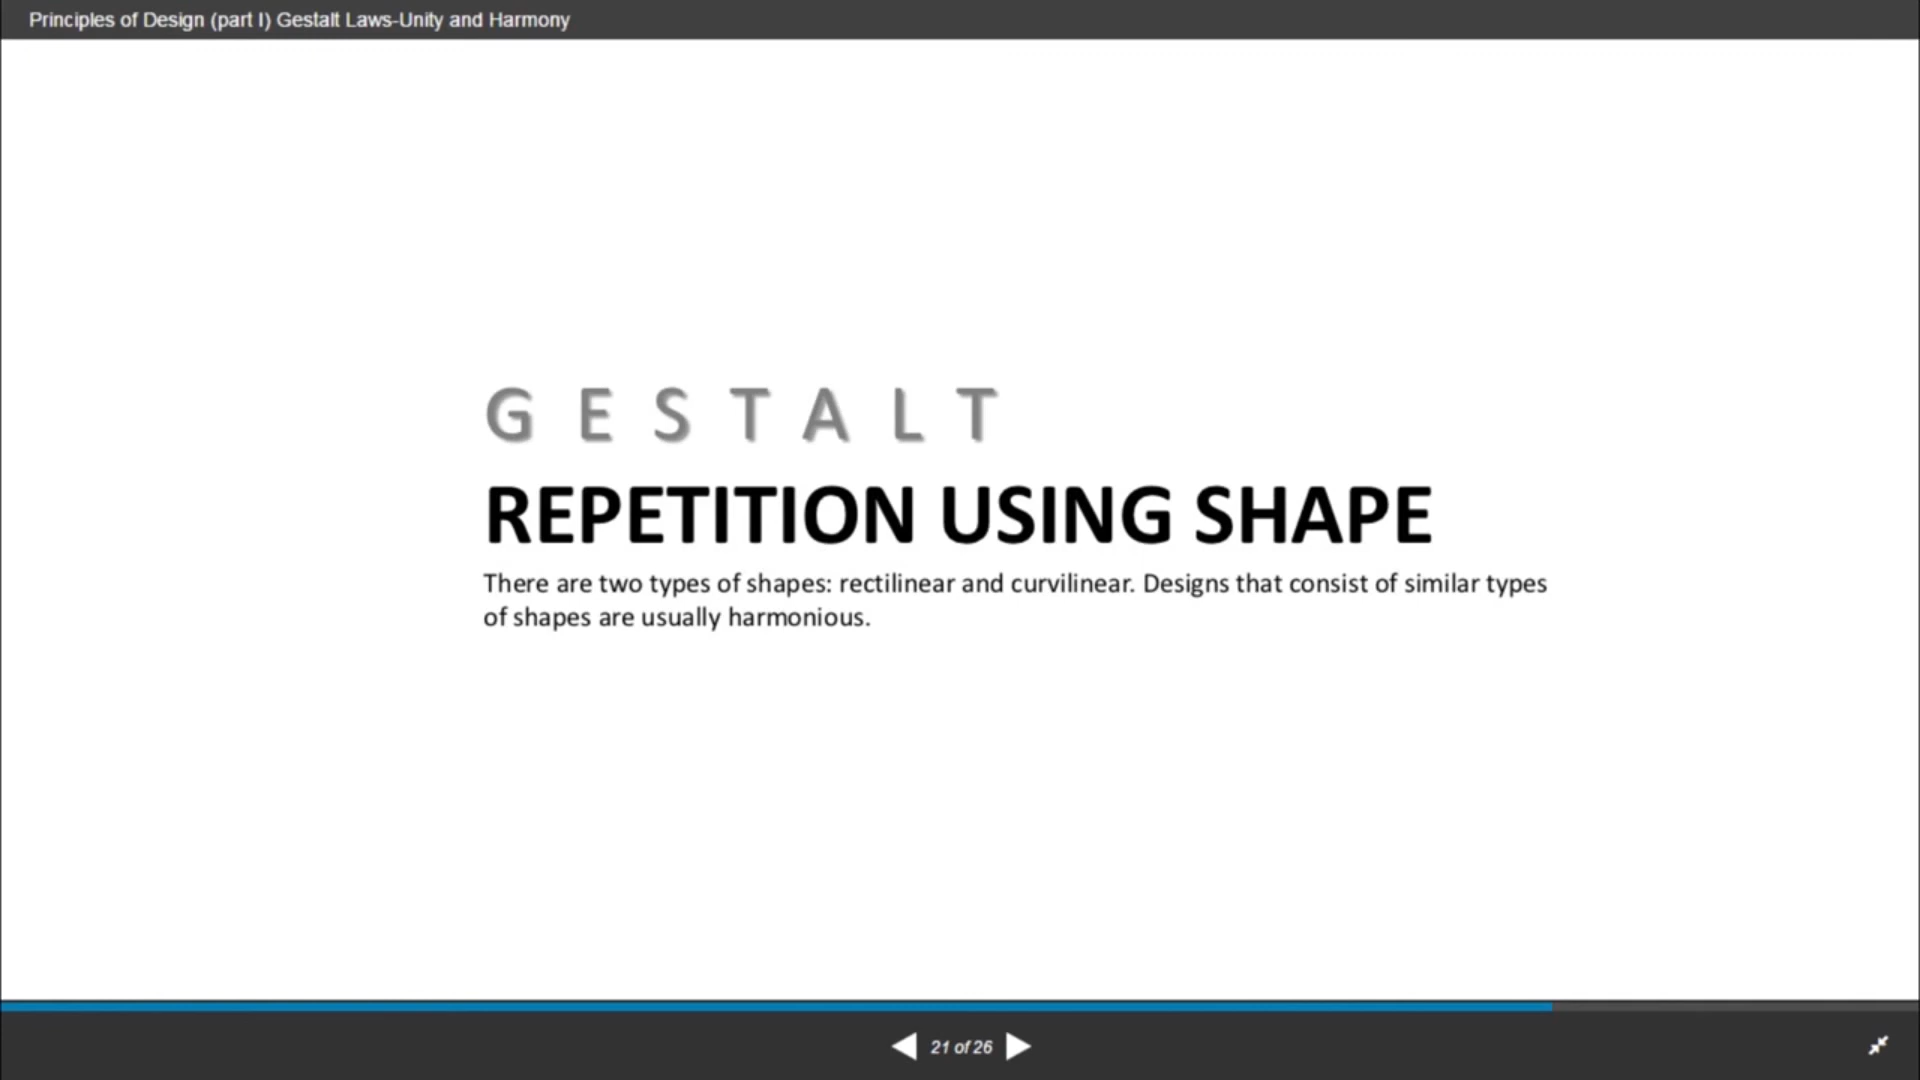 Principles of Design (part I) Gestalt Laws-Unity and Harmony
GESTALT
REPETITION USING SHAPE
There are two types of shapes: rectilinear and curvilinear. Designs that consist of similar types
of shapes are usually harmonious.
21 of 26